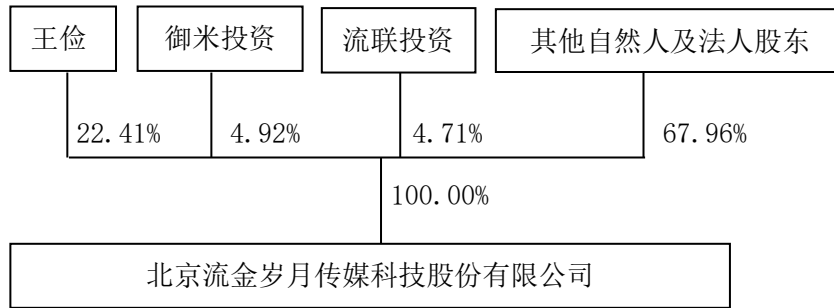 王俭 御米投资 流联投资 其他自然人及法人股东
22.41% 4.92% 4.71% 67.96%
100.00%
北京流金岁月传媒科技股份有限公司